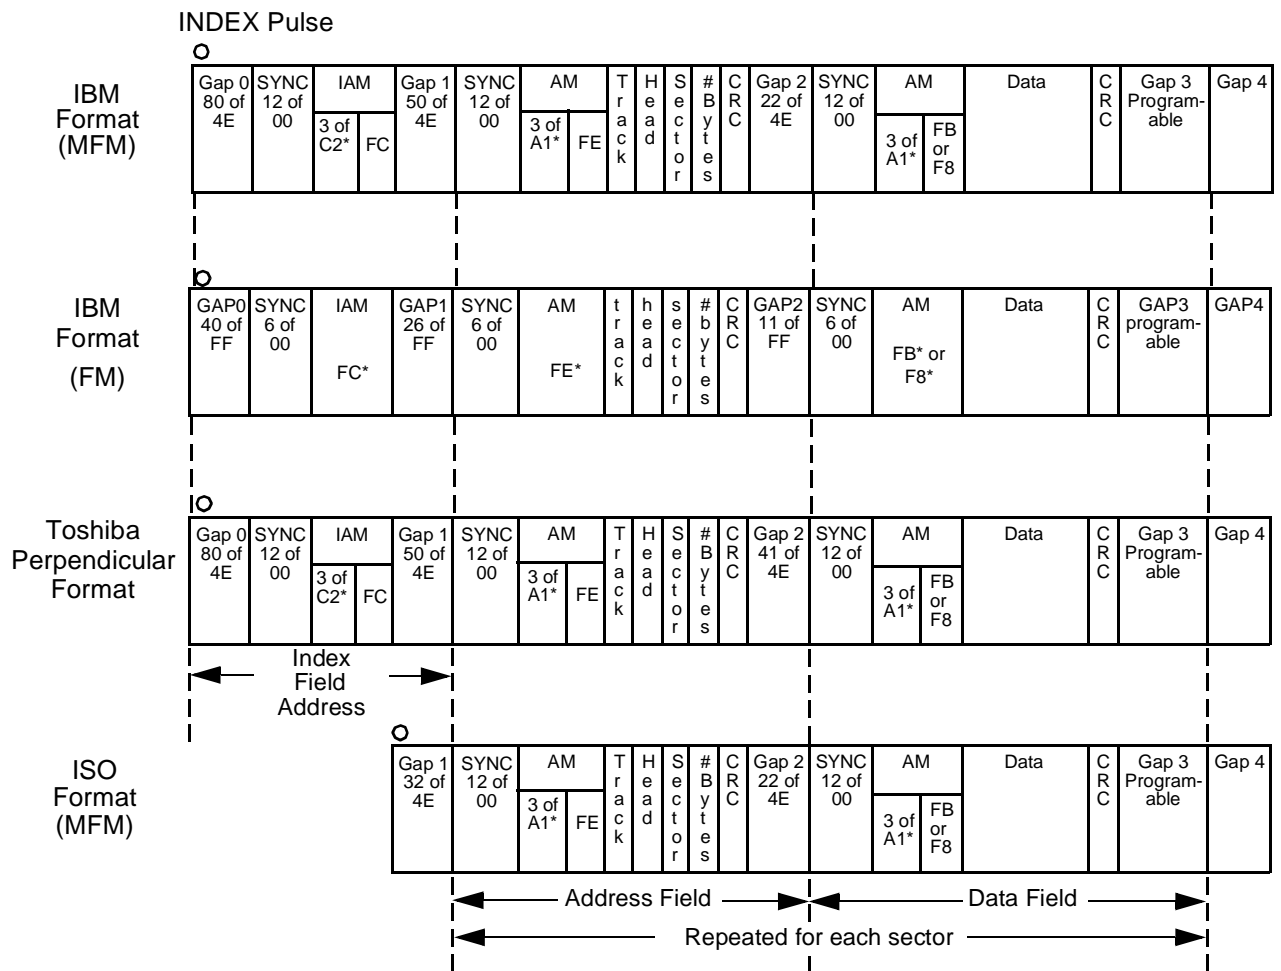 INDEX Pulse
IBM
Format
(MFM)
Gap 0
80 of
4E
SYNC
12 of
00
IAM
3 of
C2*
FC
Gap 1
50 of
4E
SYNC
12 of
00
AM
3 of
A1*
FE
Track
Head
Sector
#Bytes
CRC
Gap 2
22 of
4E
SYNC
12 of
00
AM
3 of
A1*
FB
or
F8
Data
CRC
Gap 3
Program-
able
Gap 4
IBM
Format
(FM)
GAP0
40 of
FF
SYNC
6 of
00
IAM
FC*
GAP1
26 of
FF
SYNC
6 of
00
AM
FE*
track
head
sector
#bytes
CRC
GAP2
11 of
FF
SYNC
6 of
00
AM
FB* or
F8*
Data
CRC
GAP3
program-
able
GAP4
Toshiba
Perpendicular
Format
Gap 0
80 of
4E
SYNC
12 of
00
IAM
3 of
C2*
FC
Gap 1
50 of
4E
SYNC
12 of
00
AM
3 of
A1*
FE
Track
Head
Sector
#Bytes
CRC
Gap 2
41 of
4E
SYNC
12 of
00
AM
3 of
A1*
FB
or
F8
Data
CRC
Gap 3
Program-
able
Gap 4
Index
Field
Address
ISO
Format
(MFM)
Gap 1
32 of
4E
SYNC
12 of
00
AM
3 of
A1*
FE
Track
Head
Sector
#Bytes
CRC
Gap 2
22 of
4E
SYNC
12 of
00
AM
3 of
A1*
FB
or
F8
Data
CRC
Gap 3
Program-
able
Gap 4
Address Field
Data Field
Repeated for each sector